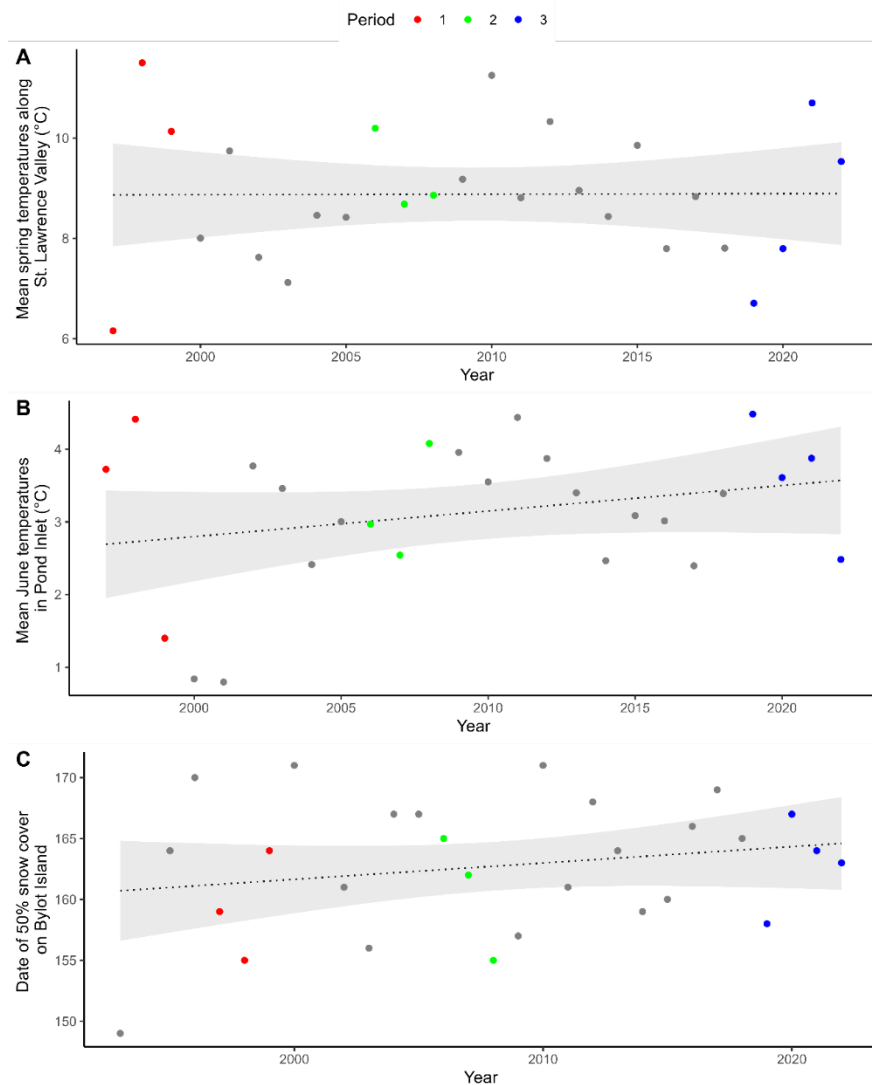 Period 1 2 3
A
Mean spring temperatures along
St. Lawrence Valley (°C)
10
8
6
2000 2005 2010 2015 2020
Year
B
Mean June temperatures
in Pond Inlet (°C)
4
3
2
1
2000 2005 2010 2015 2020
Year
C
Date of 50% snow cover
on Bylot Island
170
165
160
155
150
2000 2010 2020
Year